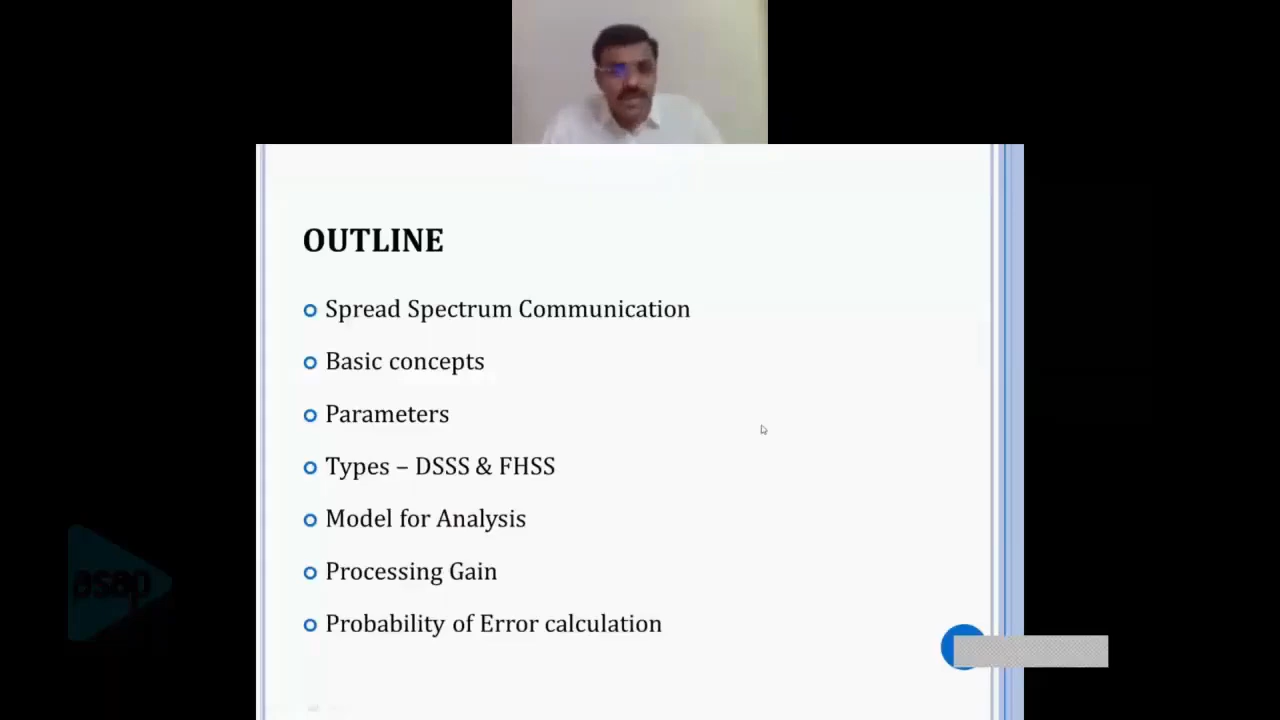 OUTLINE
Spread Spectrum Communication
Basic concepts
Parameters
Types – DSSS & FHSS
Model for Analysis
Processing Gain
Probability of Error calculation
asap